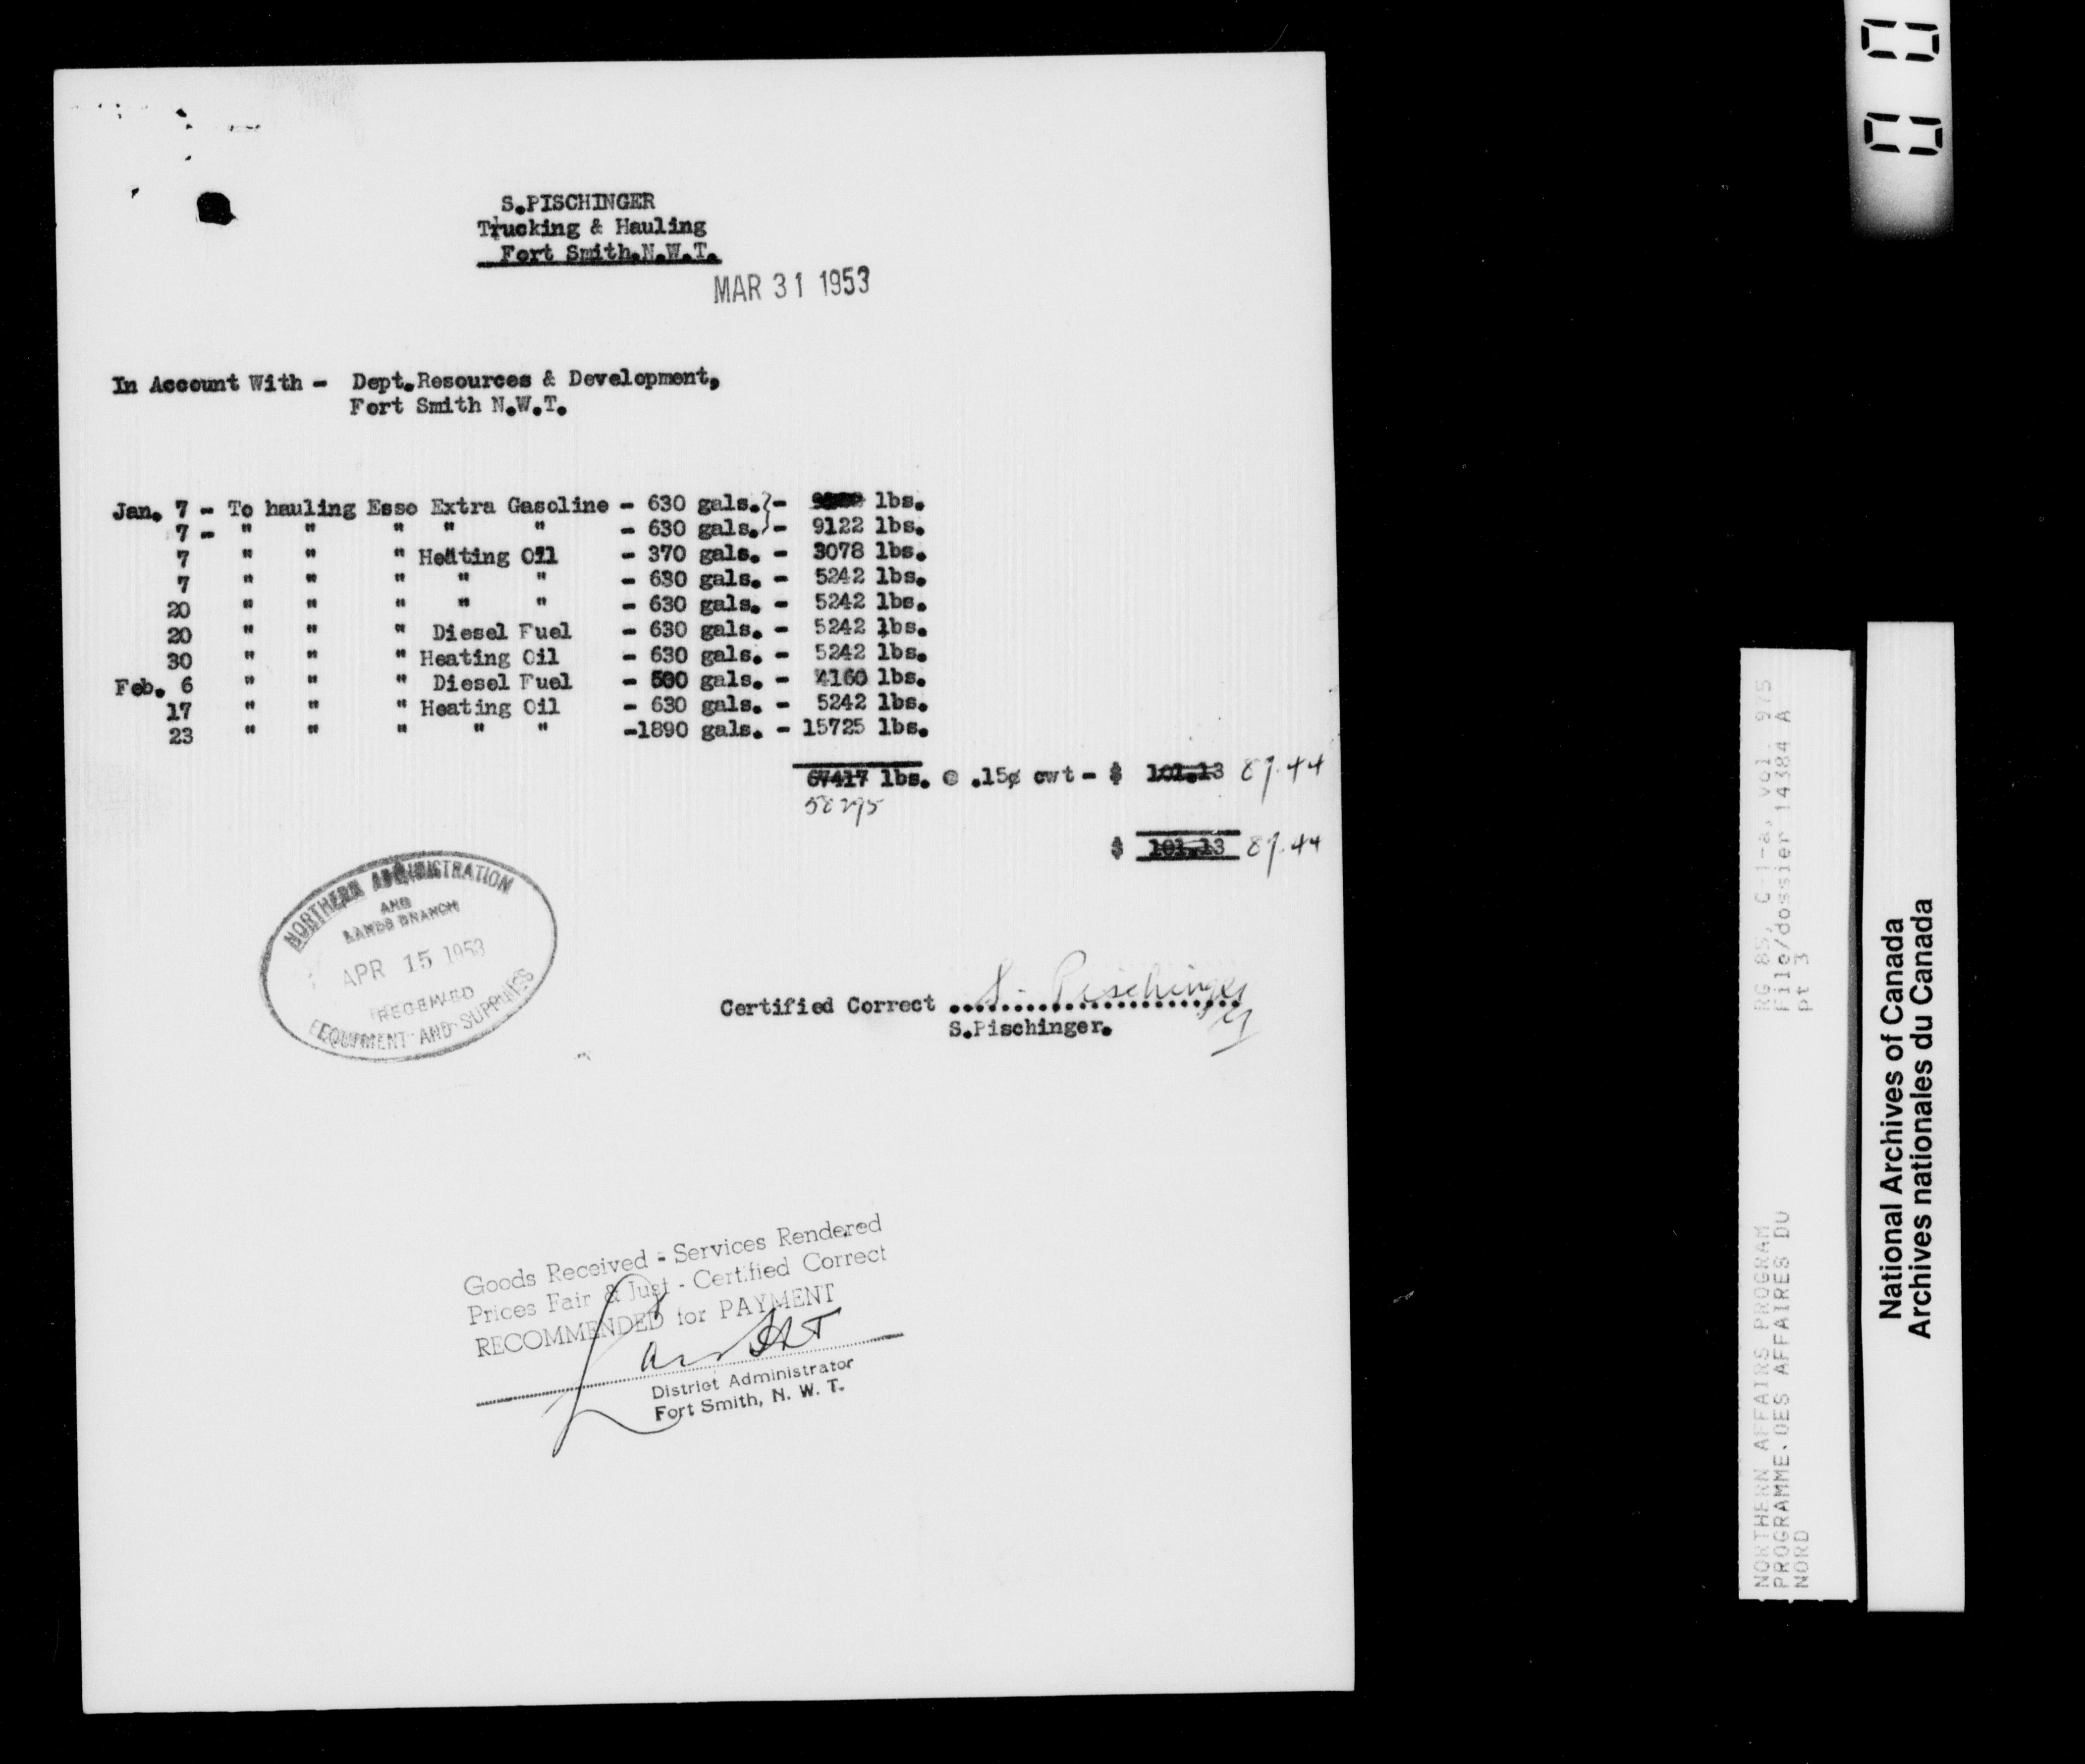 S.PISCHINGER
Trucking & Hauling
Fort Smith.N.W.T.
MAR 31 1953
In Account With - Dept.Resources & Development,
Fort Smith N.W.T.
Jan. 7 - To hauling Esso Extra Gasoline - 630 gals.}- lbs.
7 - " " " " " - 630 gals.}- 9122 lbs.
7 " " " Heating Oil - 370 gals. - 3078 lbs.
7 " " " " " - 630 gals. - 5242 lbs.
20 " " " " " - 630 gals. - 5242 lbs.
20 " " " Diesel Fuel - 630 gals. - 5242 lbs.
30 " " " Heating Oil - 630 gals. - 5242 lbs.
Feb. 6 " " " Diesel Fuel - 500 gals. - 4160 lbs.
17 " " " Heating Oil - 630 gals. - 5242 lbs.
23 " " " " " -1890 gals. - 15725 lbs.
67417 lbs. @ .15¢ cwt - $ 101.13 87.44
58295
$ 101.13 87.44
NORTHERN ADMINISTRATION
AND
LANDS BRANCH
APR 15 1953
RECEIVED
EQUIPMENT AND SUPPLIES
S. Pischinger
Certified Correct ........................
S.Pischinger.
Goods Received - Services Rendered
Prices Fair & Just - Certified Correct
RECOMMENDED for PAYMENT
District Administrator
Fort Smith, N. W. T.
RG 85, C-1-a, vol. 975
File/dossier 14384 A
pt 3
NORTHERN AFFAIRS PROGRAM
PROGRAMME DES AFFAIRES DU
NORD
National Archives of Canada
Archives nationales du Canada